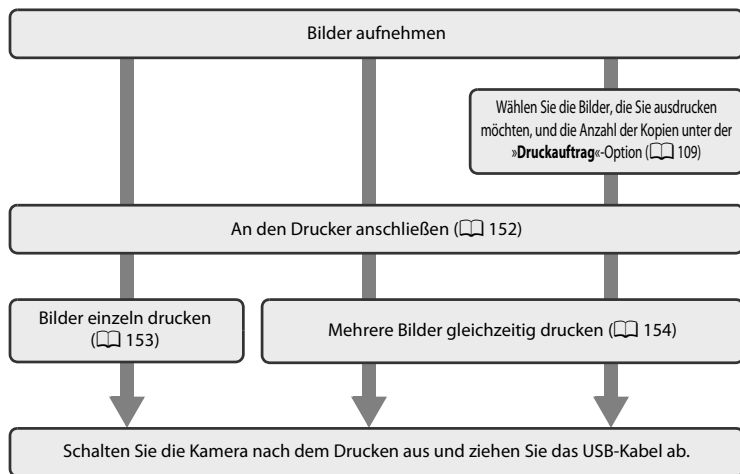 Bilder aufnehmen
Wählen Sie die Bilder, die Sie ausdrucken
möchten, und die Anzahl der Kopien unter der
»Druckauftrag«-Option (📖 109)
An den Drucker anschließen (📖 152)
Bilder einzeln drucken
(📖 153)
Mehrere Bilder gleichzeitig drucken (📖 154)
Schalten Sie die Kamera nach dem Drucken aus und ziehen Sie das USB-Kabel ab.